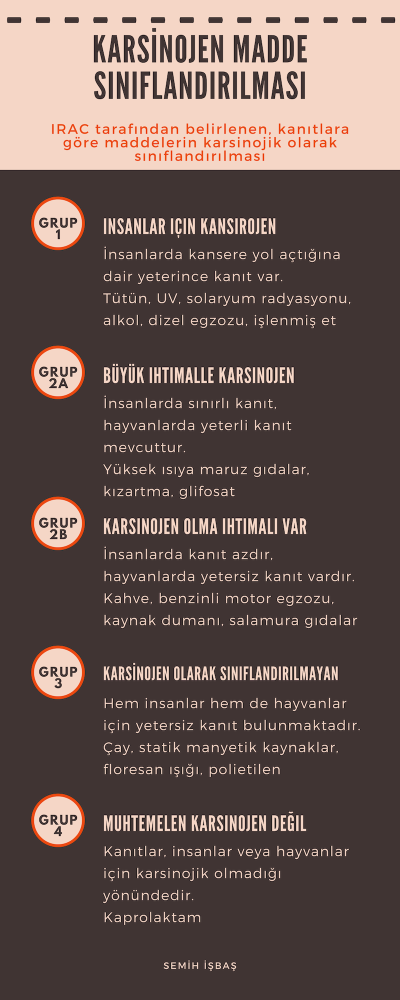 KARSİNOJEN MADDE
SINIFLANDIRILMASI
IRAC tarafından belirlenen, kanıtlara
göre maddelerin karsinojik olarak
sınıflandırılması
GRUP
1
INSANLAR IÇIN KANSIROJEN
İnsanlarda kansere yol açtığına
dair yeterince kanıt var.
Tütün, UV, solaryum radyasyonu,
alkol, dizel egzozu, işlenmiş et
GRUP
2A
BÜYÜK IHTIMALLE KARSINOJEN
İnsanlarda sınırlı kanıt,
hayvanlarda yeterli kanıt
mevcuttur.
Yüksek ısıya maruz gıdalar,
kızartma, glifosat
GRUP
2B
KARSINOJEN OLMA IHTIMALI VAR
İnsanlarda kanıt azdır,
hayvanlarda yetersiz kanıt vardır.
Kahve, benzinli motor egzozu,
kaynak dumanı, salamura gıdalar
GRUP
3
KARSİNOJEN OLARAK SINIFLANDIRILMAYAN
Hem insanlar hem de hayvanlar
için yetersiz kanıt bulunmaktadır.
Çay, statik manyetik kaynaklar,
floresan ışığı, polietilen
GRUP
4
MUHTEMELEN KARSINOJEN DEĞIL
Kanıtlar, insanlar veya hayvanlar
için karsinojik olmadığı
yönündedir.
Kaprolaktam
SEMİH İŞBAŞ